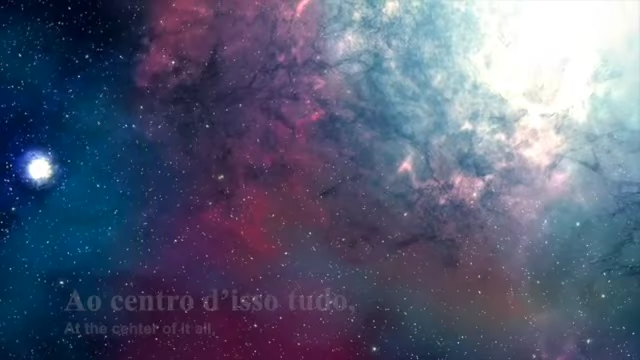 Ao centro d’isso tudo,
At the center of it all,